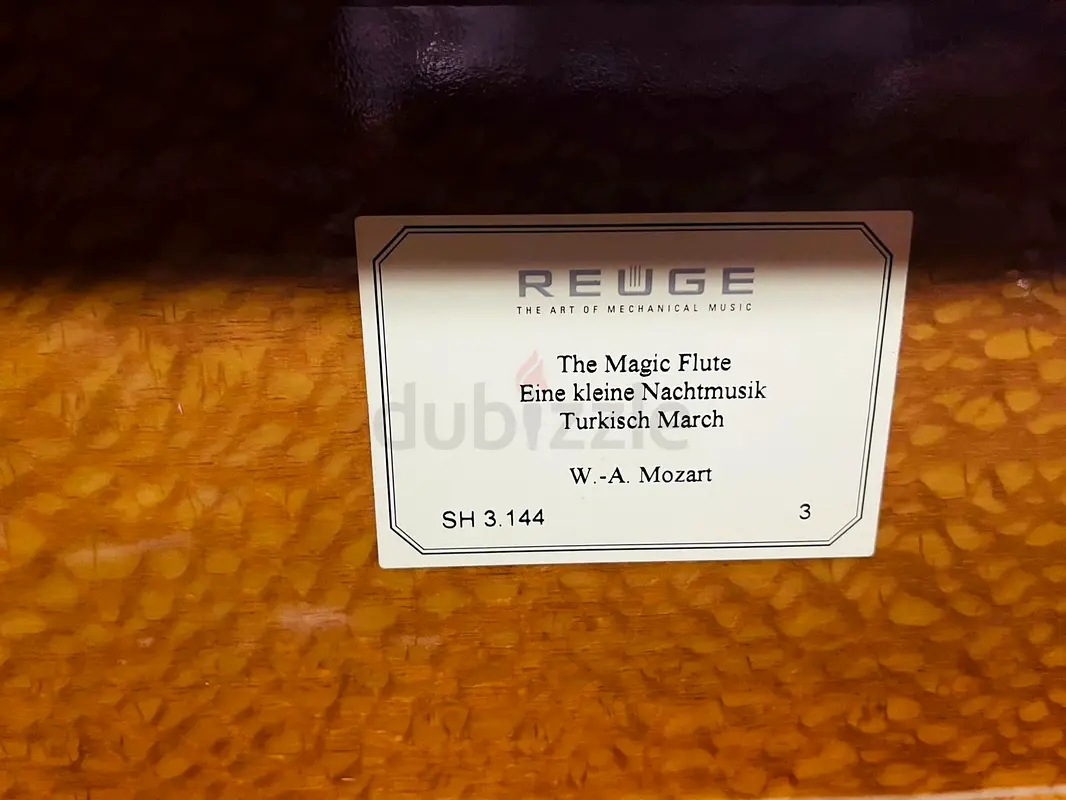 REUGE
THE ART OF MECHANICAL MUSIC
The Magic Flute
Eine kleine Nachtmusik
Turkisch March
W.-A. Mozart
SH 3.144
3
dubizzle